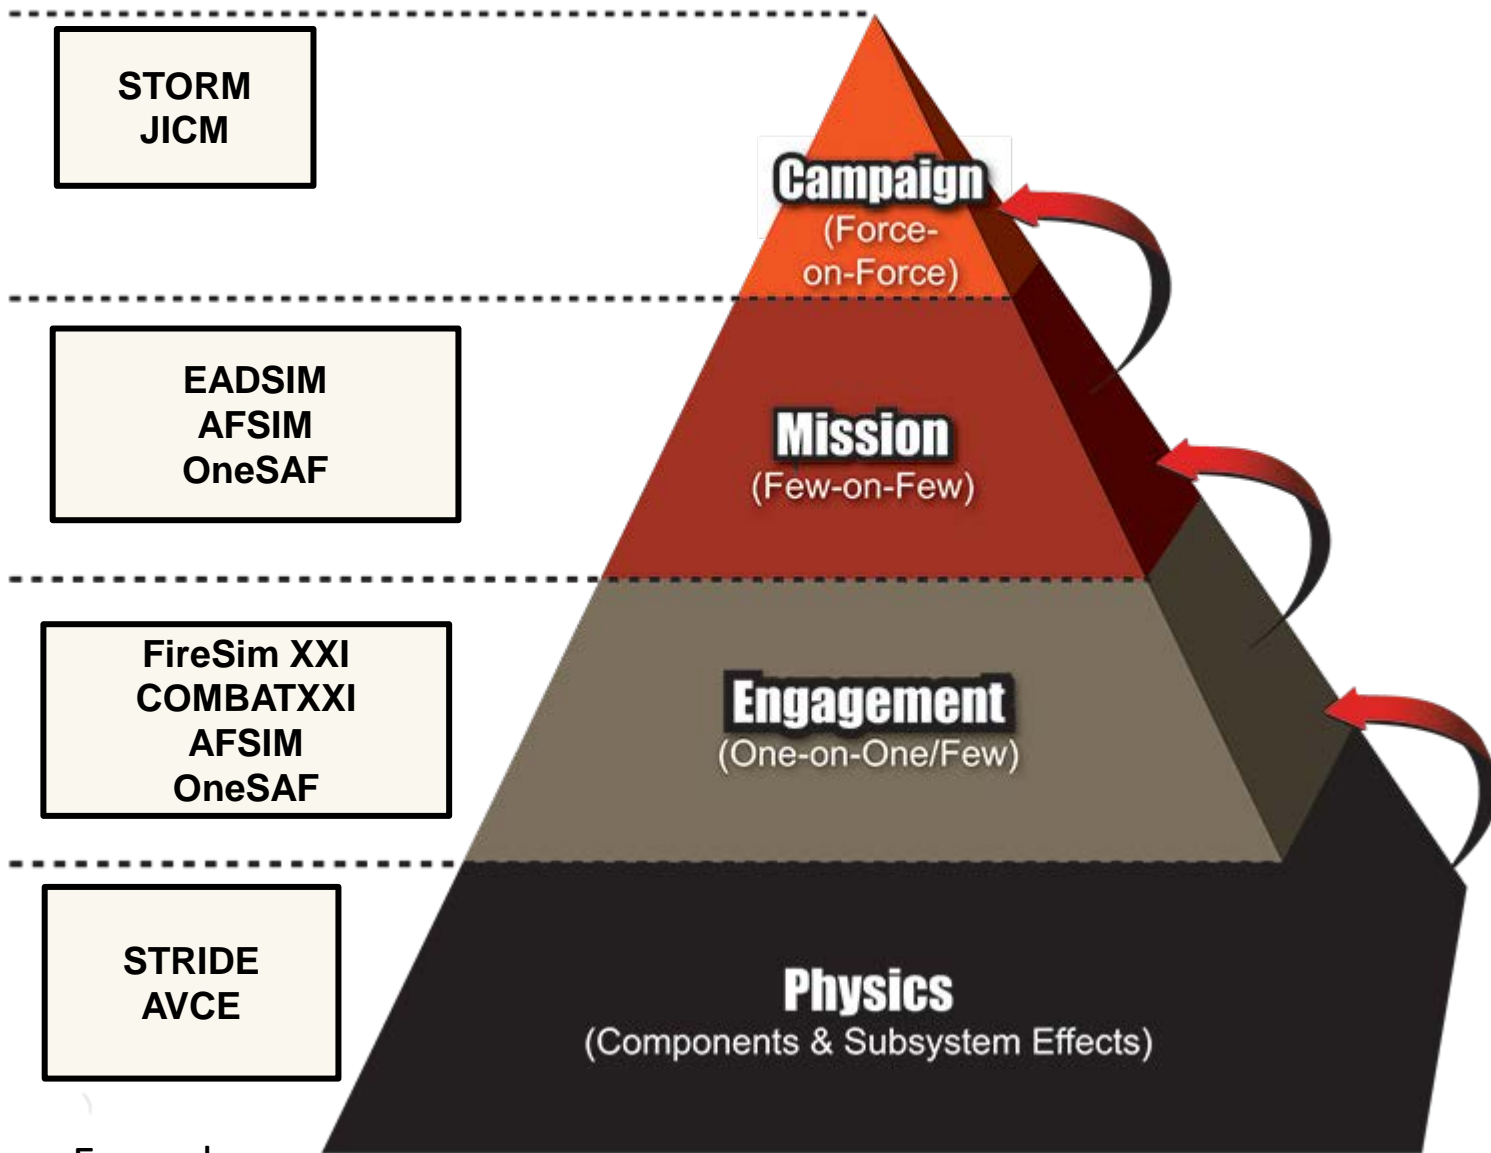 STORM
JICM
Campaign
(Force-
on-Force)
EADSIM
AFSIM
OneSAF
Mission
(Few-on-Few)
FireSim XXI
COMBATXXI
AFSIM
OneSAF
Engagement
(One-on-One/Few)
STRIDE
AVCE
Physics
(Components & Subsystem Effects)